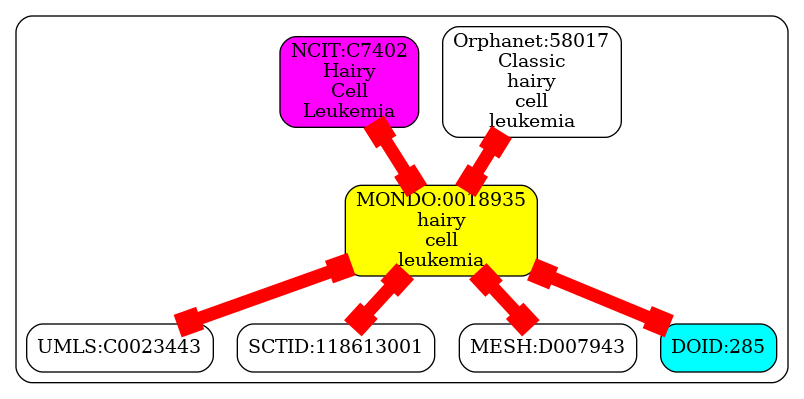 NCIT:C7402
Hairy
Cell
Leukemia
Orphanet:58017
Classic
hairy
cell
leukemia
MONDO:0018935
hairy
cell
leukemia
UMLS:C0023443
SCTID:118613001
MESH:D007943
DOID:285